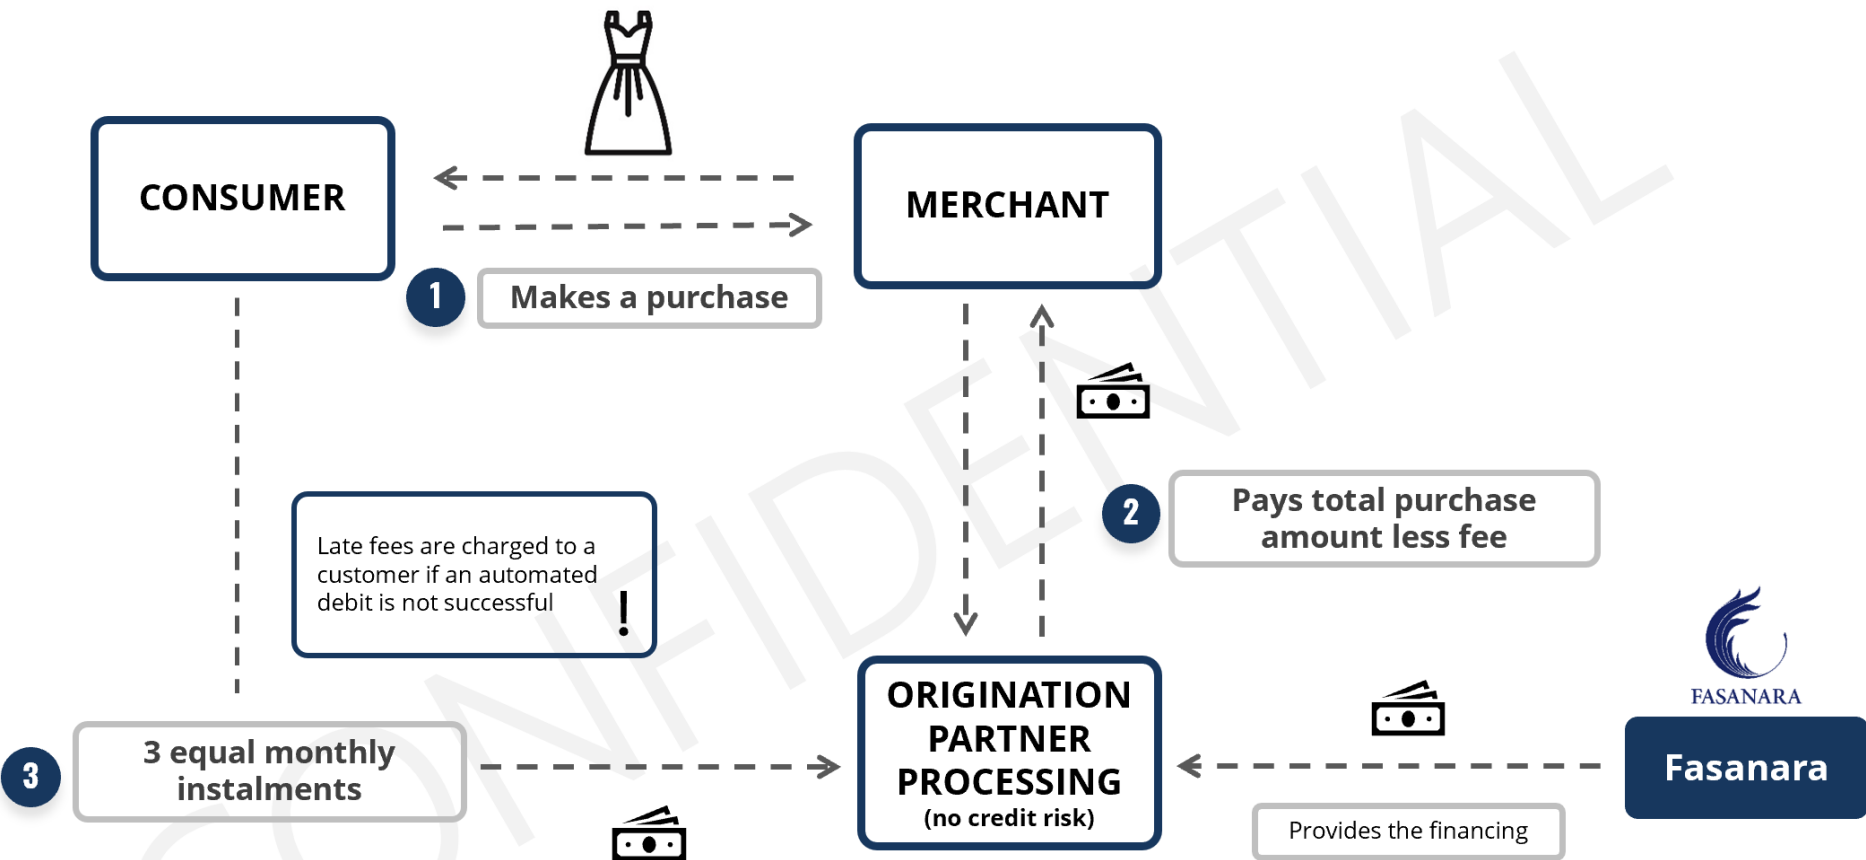 CONSUMER
MERCHANT
1
Makes a purchase
2
Pays total purchase
amount less fee
Late fees are charged to a
customer if an automated
debit is not successful
!
FASANARA
Fasanara
ORIGINATION
PARTNER
PROCESSING
(no credit risk)
3
3 equal monthly
instalments
Provides the financing
CONFIDENTIAL